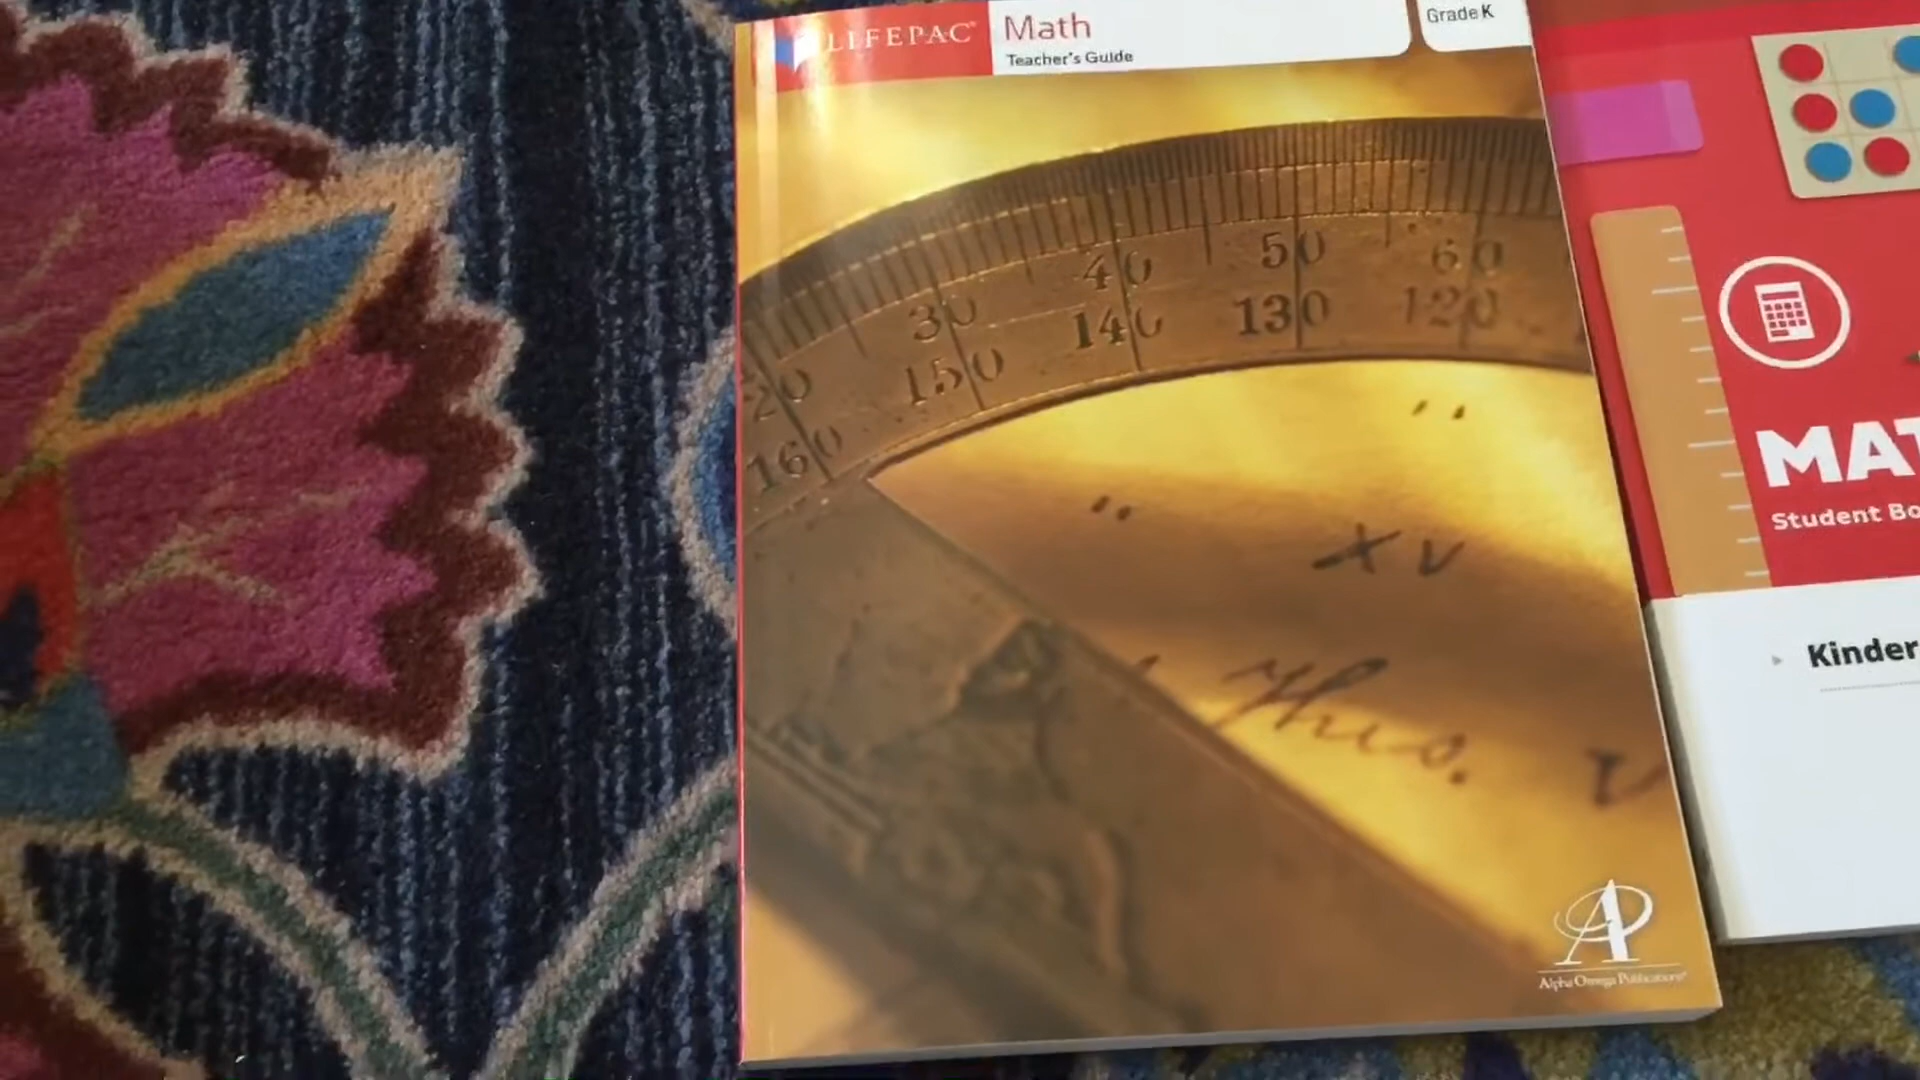 LIFEPAC®
Math
Teacher's Guide
Grade K
40 50 60
30
20
140 130 120
150
160
x v
v
Alpha Omega Publications®
MAT
Student Bo
Kinder